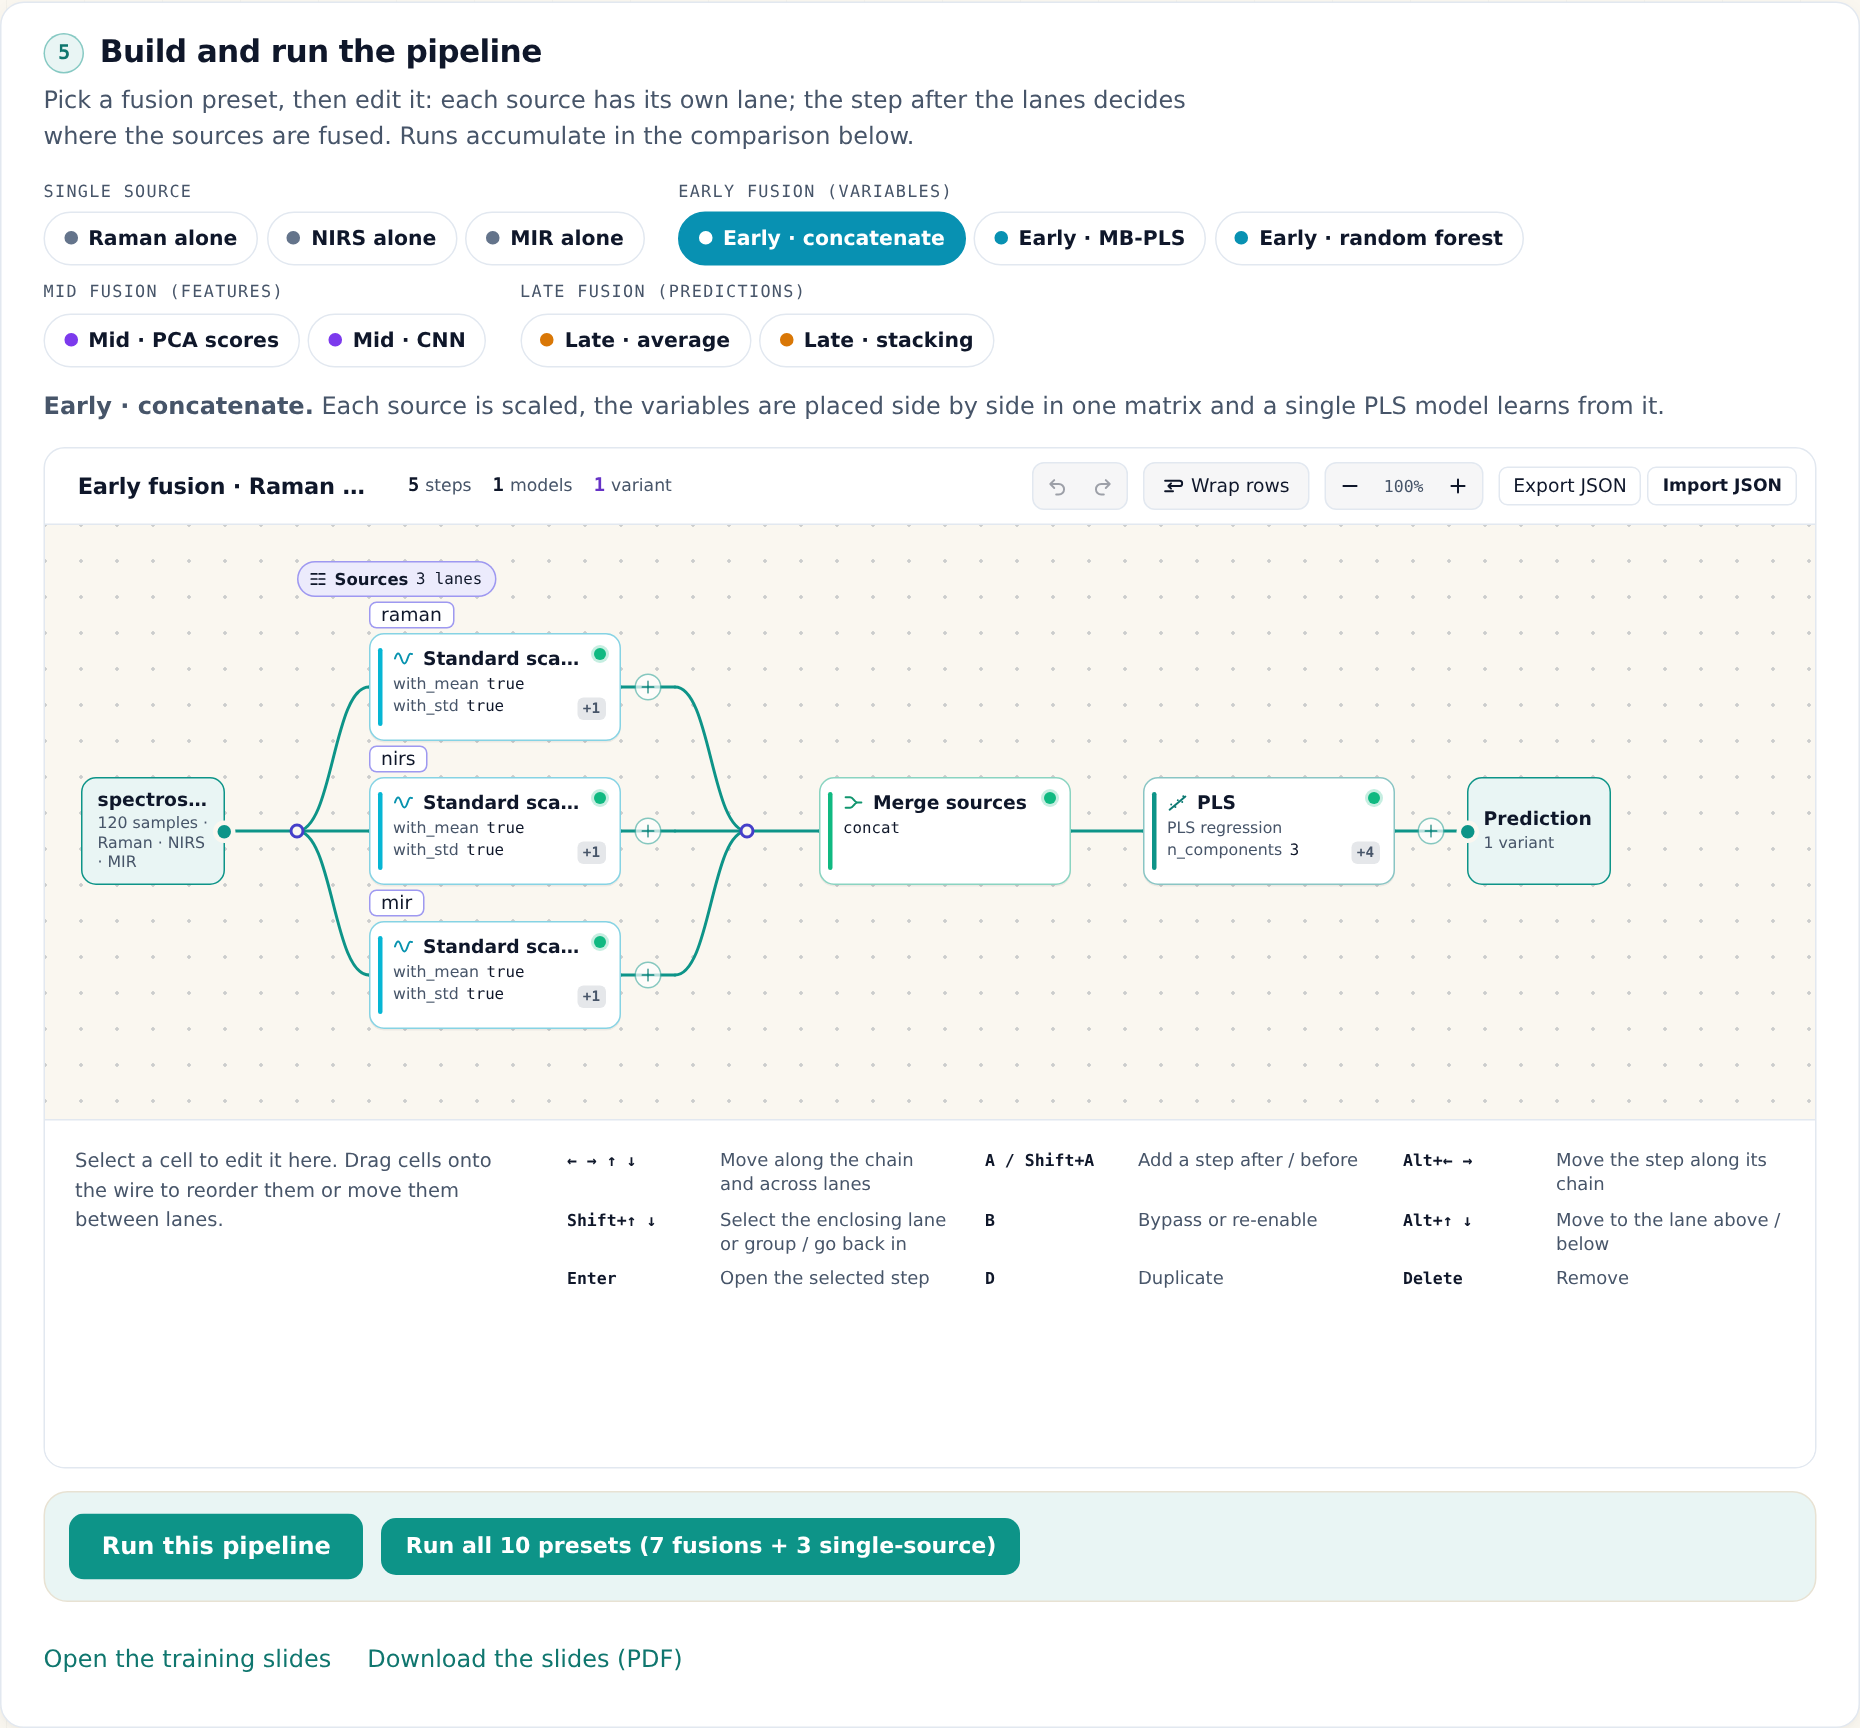 5 Build and run the pipeline
Pick a fusion preset, then edit it: each source has its own lane; the step after the lanes decides
where the sources are fused. Runs accumulate in the comparison below.
SINGLE SOURCE
Raman alone NIRS alone MIR alone
EARLY FUSION (VARIABLES)
Early · concatenate Early · MB-PLS Early · random forest
MID FUSION (FEATURES)
Mid · PCA scores Mid · CNN
LATE FUSION (PREDICTIONS)
Late · average Late · stacking
Early · concatenate. Each source is scaled, the variables are placed side by side in one matrix and a single PLS model learns from it.
Early fusion · Raman ... 5 steps 1 models 1 variant Wrap rows − 100% + Export JSON Import JSON
Sources 3 lanes
spectros...
120 samples ·
Raman · NIRS
· MIR
raman
Standard sca...
with_mean true
with_std true +1
nirs
Standard sca...
with_mean true
with_std true +1
mir
Standard sca...
with_mean true
with_std true +1
Merge sources
concat
PLS
PLS regression
n_components 3 +4
Prediction
1 variant
Select a cell to edit it here. Drag cells onto
the wire to reorder them or move them
between lanes.
← → ↑ ↓ Move along the chain
and across lanes
A / Shift+A Add a step after / before
Alt+← → Move the step along its
chain
Shift+↑ ↓ Select the enclosing lane
or group / go back in
B Bypass or re-enable
Alt+↑ ↓ Move to the lane above /
below
Enter Open the selected step
D Duplicate
Delete Remove
Run this pipeline Run all 10 presets (7 fusions + 3 single-source)
Open the training slides Download the slides (PDF)